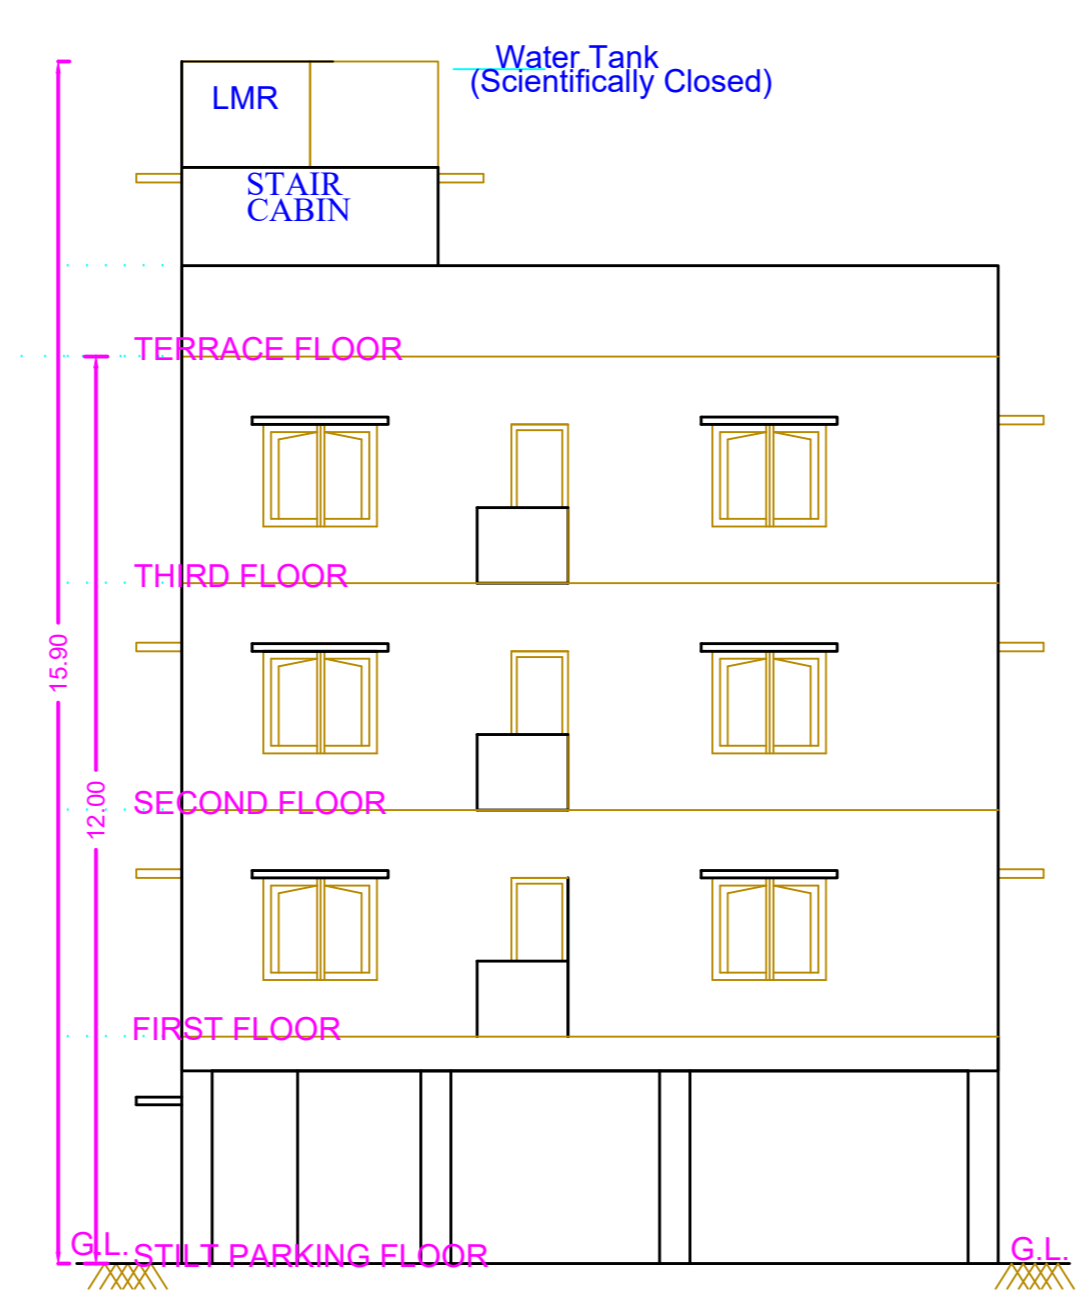 Water Tank
(Scientifically Closed)
LMR
STAIR
CABIN
TERRACE FLOOR
THIRD FLOOR
15.90
SECOND FLOOR
12.00
FIRST FLOOR
G.L.
STILT PARKING FLOOR
G.L.